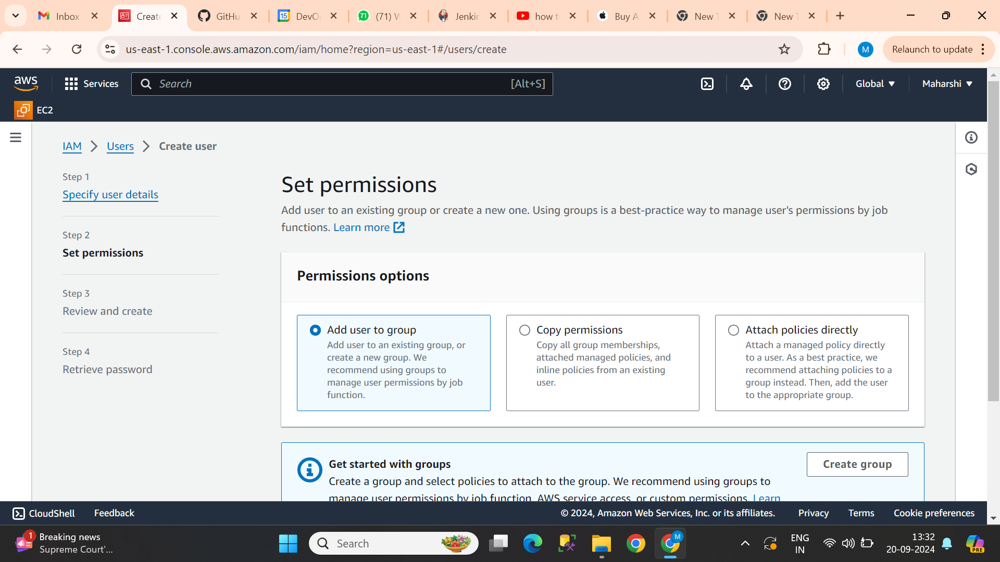 Inbox
Create
GitHu
15
DevO
71
(71) W
Jenkin
how t
Buy A
New T
New T
us-east-1.console.aws.amazon.com/iam/home?region=us-east-1#/users/create
M
Relaunch to update
aws
Services
Search
[Alt+S]
Global
Maharshi
EC2
IAM
Users
Create user
Step 1
Specify user details
Step 2
Set permissions
Step 3
Review and create
Step 4
Retrieve password
Set permissions
Add user to an existing group or create a new one. Using groups is a best-practice way to manage user's permissions by job
functions. Learn more
Permissions options
Add user to group
Add user to an existing group, or
create a new group. We
recommend using groups to
manage user permissions by job
function.
Copy permissions
Copy all group memberships,
attached managed policies, and
inline policies from an existing
user.
Attach policies directly
Attach a managed policy directly
to a user. As a best practice, we
recommend attaching policies to a
group instead. Then, add the user
to the appropriate group.
Get started with groups
Create a group and select policies to attach to the group. We recommend using groups to
manage user permissions by job function, AWS service access, or custom permissions. Learn
Create group
CloudShell
Feedback
© 2024, Amazon Web Services, Inc. or its affiliates.
Privacy
Terms
Cookie preferences
1
Breaking news
Supreme Court'...
Search
M
ENG
IN
13:32
20-09-2024
PRE